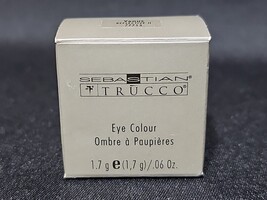 SEBASTIAN®
TRUCCO®
Eye Colour
Ombre à Paupières
1.7 g e (1,7 g)/.06 Oz.